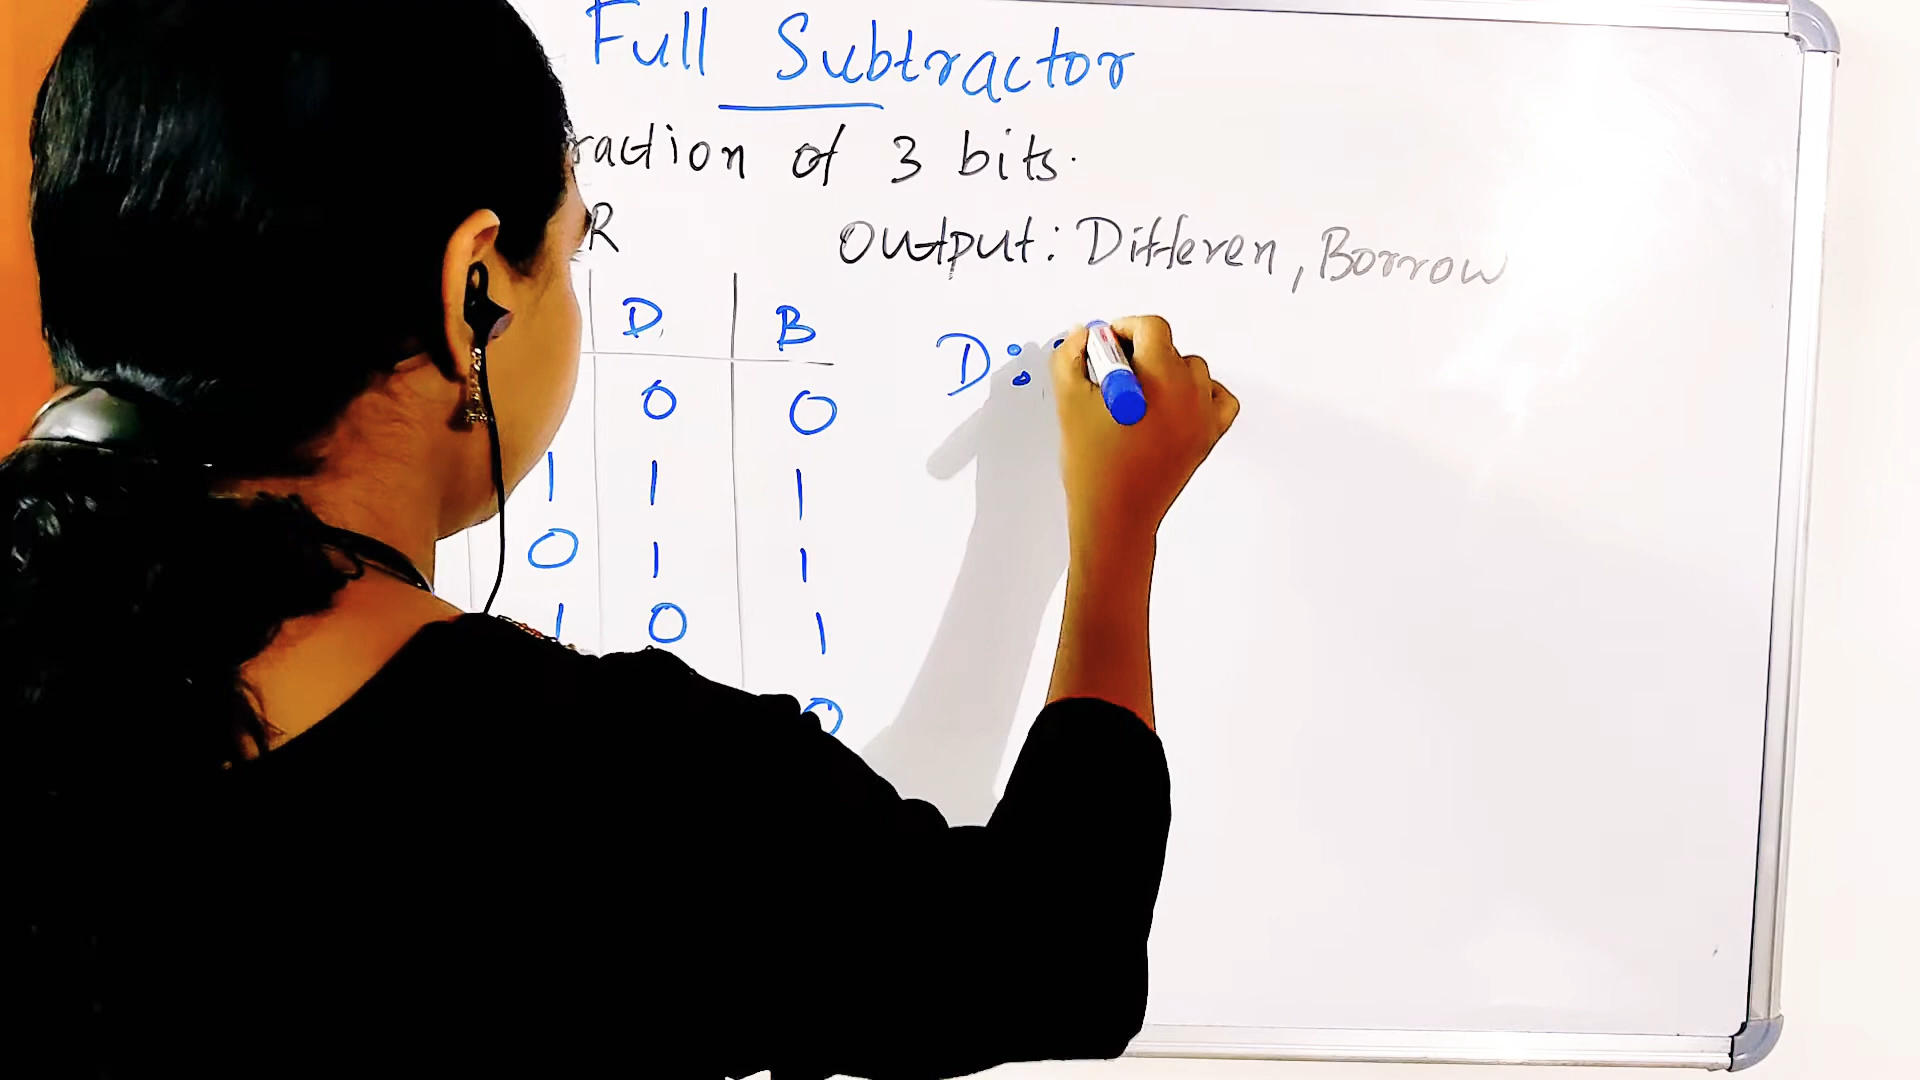 Full Subtractor
raction of 3 bits.
R Output: Differen, Borrow
D B D:
0 0
1 1 1
0 1 1
1 0 1
0